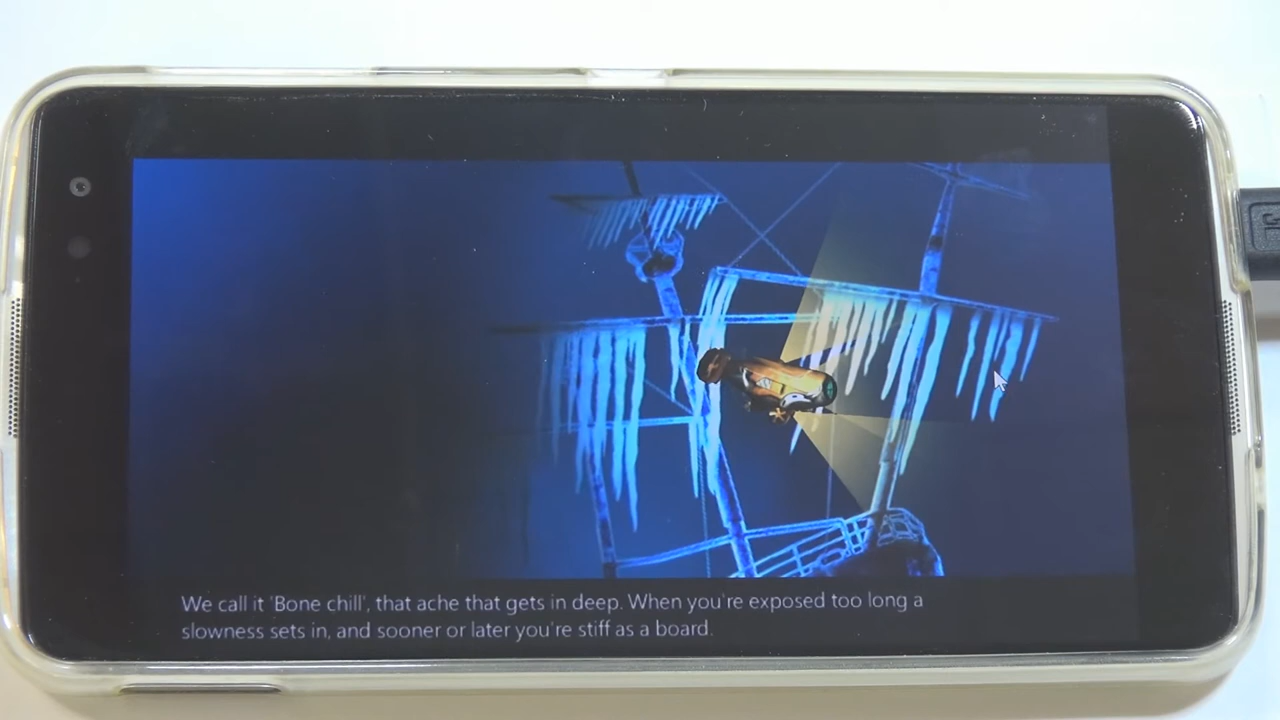 We call it 'Bone chill', that ache that gets in deep. When you're exposed too long a
slowness sets in, and sooner or later you're stiff as a board.